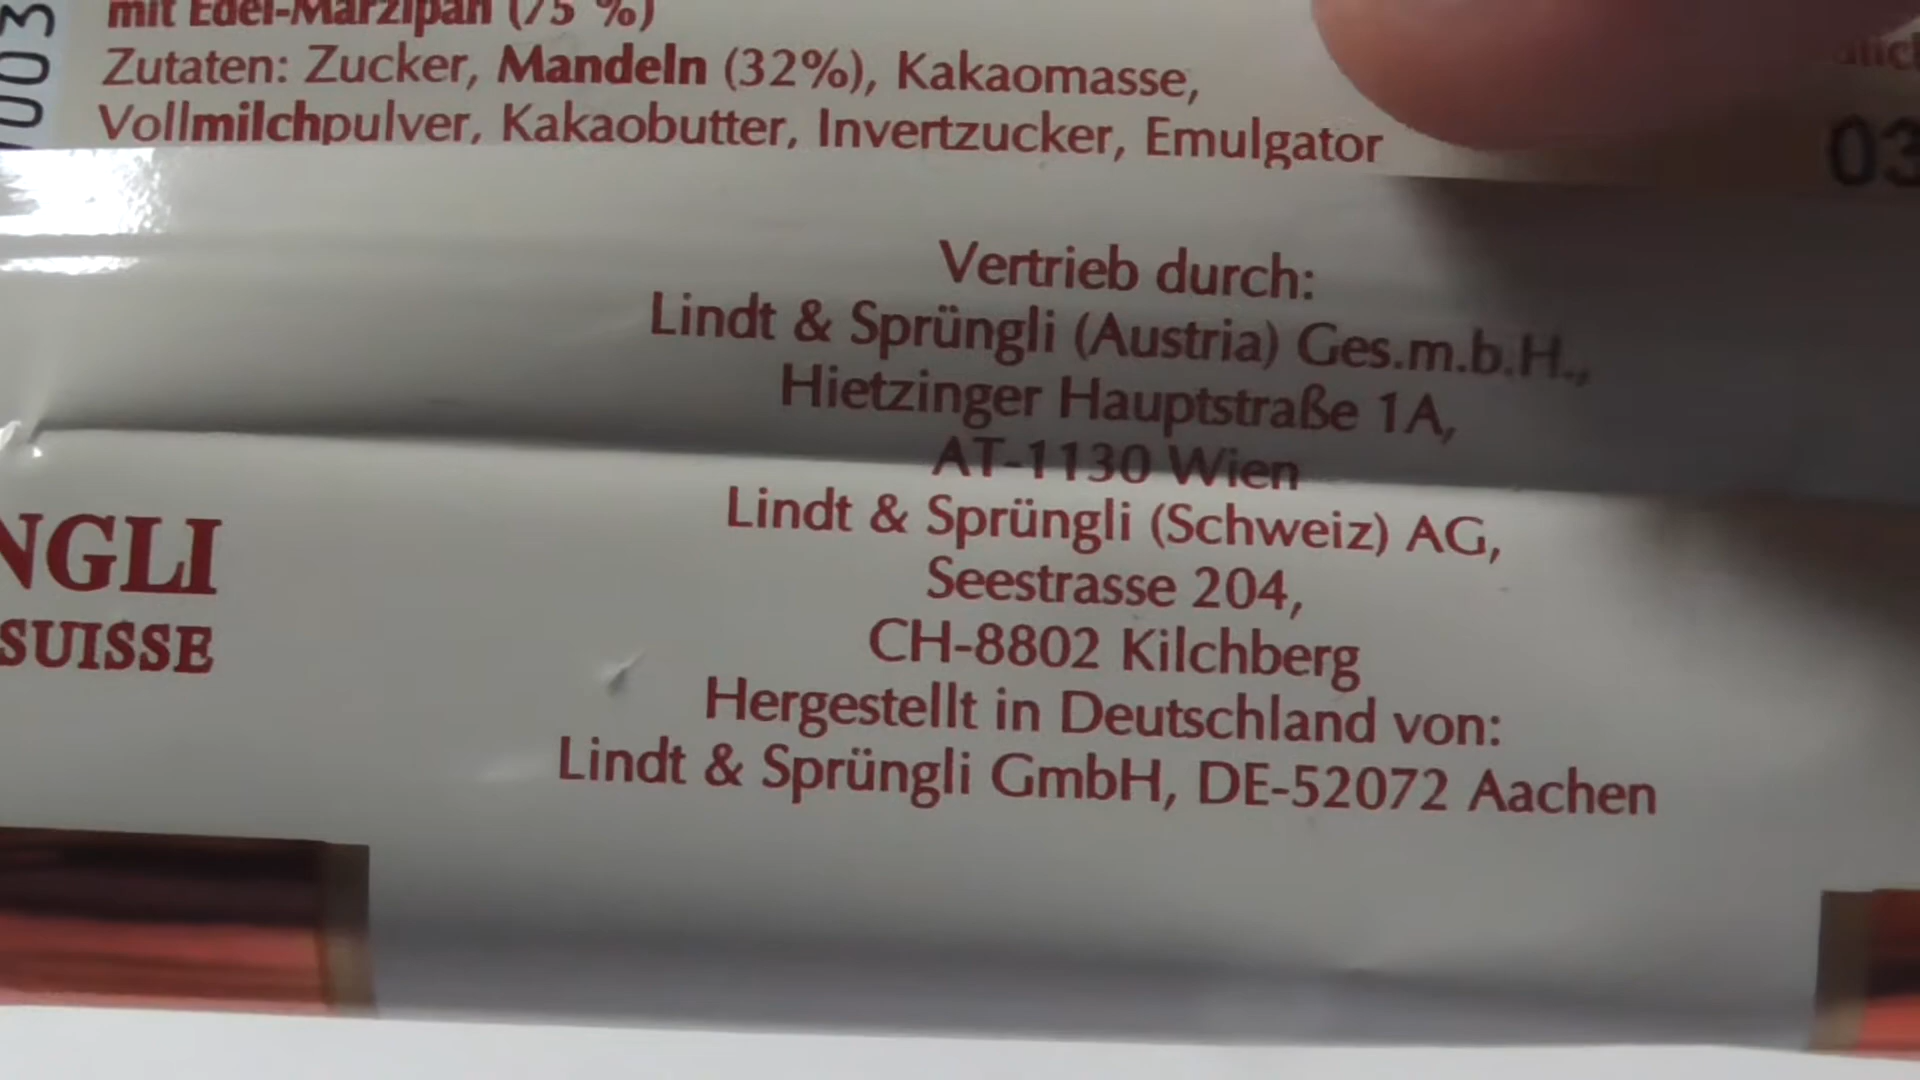 mit Edel-Marzipan (75 %)
Zutaten: Zucker, Mandeln (32%), Kakaomasse,
Vollmilchpulver, Kakaobutter, Invertzucker, Emulgator
Vertrieb durch:
Lindt & Sprüngli (Austria) Ges.m.b.H.,
Hietzinger Hauptstraße 1A,
AT-1130 Wien
Lindt & Sprüngli (Schweiz) AG,
Seestrasse 204,
CH-8802 Kilchberg
Hergestellt in Deutschland von:
Lindt & Sprüngli GmbH, DE-52072 Aachen
NGLI
SUISSE
003
03